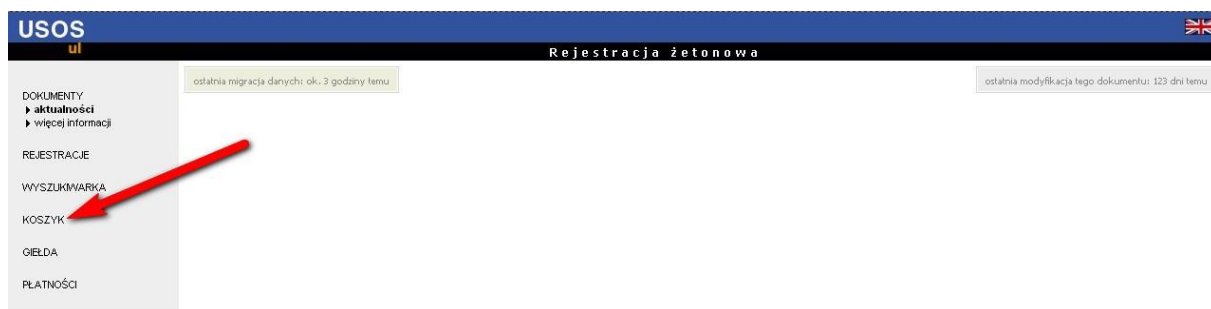 USOS
ul
Rejestracja żetonowa
ostatnia migracja danych: ok. 3 godziny temu
ostatnia modyfikacja tego dokumentu: 123 dni temu
DOKUMENTY
aktualności
więcej informacji
REJESTRACJE
WYSZUKIWARKA
KOSZYK
GIEŁDA
PŁATNOŚCI